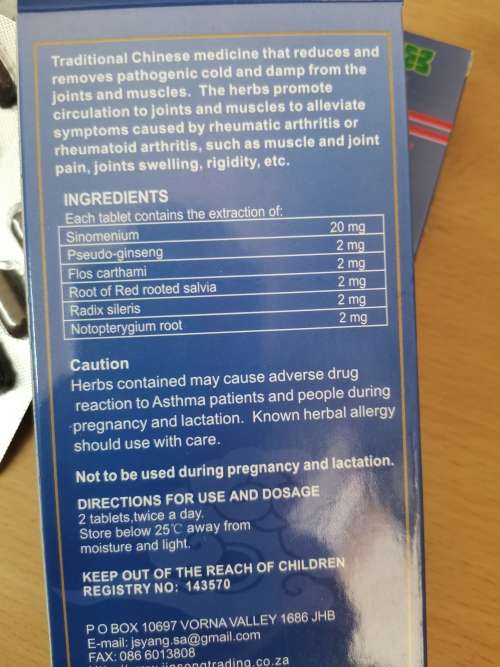 Traditional Chinese medicine that reduces and
removes pathogenic cold and damp from the
joints and muscles. The herbs promote
circulation to joints and muscles to alleviate
symptoms caused by rheumatic arthritis or
rheumatoid arthritis, such as muscle and joint
pain, joints swelling, rigidity, etc.
INGREDIENTS
Each tablet contains the extraction of:
Sinomenium 20 mg
Pseudo-ginseng 2 mg
Flos carthami 2 mg
Root of Red rooted salvia 2 mg
Radix sileris 2 mg
Notopterygium root 2 mg
Caution
Herbs contained may cause adverse drug
reaction to Asthma patients and people during
pregnancy and lactation. Known herbal allergy
should use with care.
Not to be used during pregnancy and lactation.
DIRECTIONS FOR USE AND DOSAGE
2 tablets,twice a day.
Store below 25℃ away from
moisture and light.
KEEP OUT OF THE REACH OF CHILDREN
REGISTRY NO: 143570
P O BOX 10697 VORNA VALLEY 1686 JHB
E-mail: jsyang.sa@gmail.com
FAX: 086 6013808